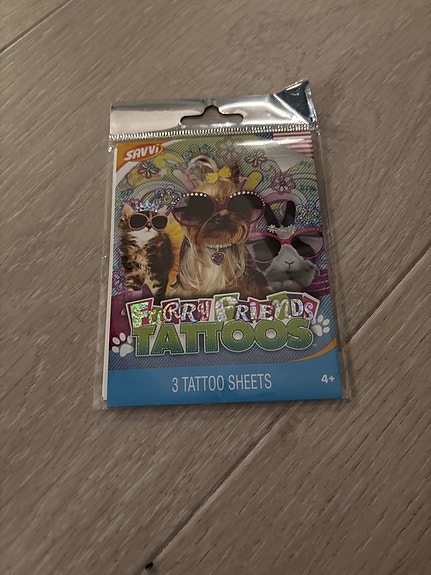 SAVVi
FURRY FRIENDS
TATTOOS
3 TATTOO SHEETS
4+